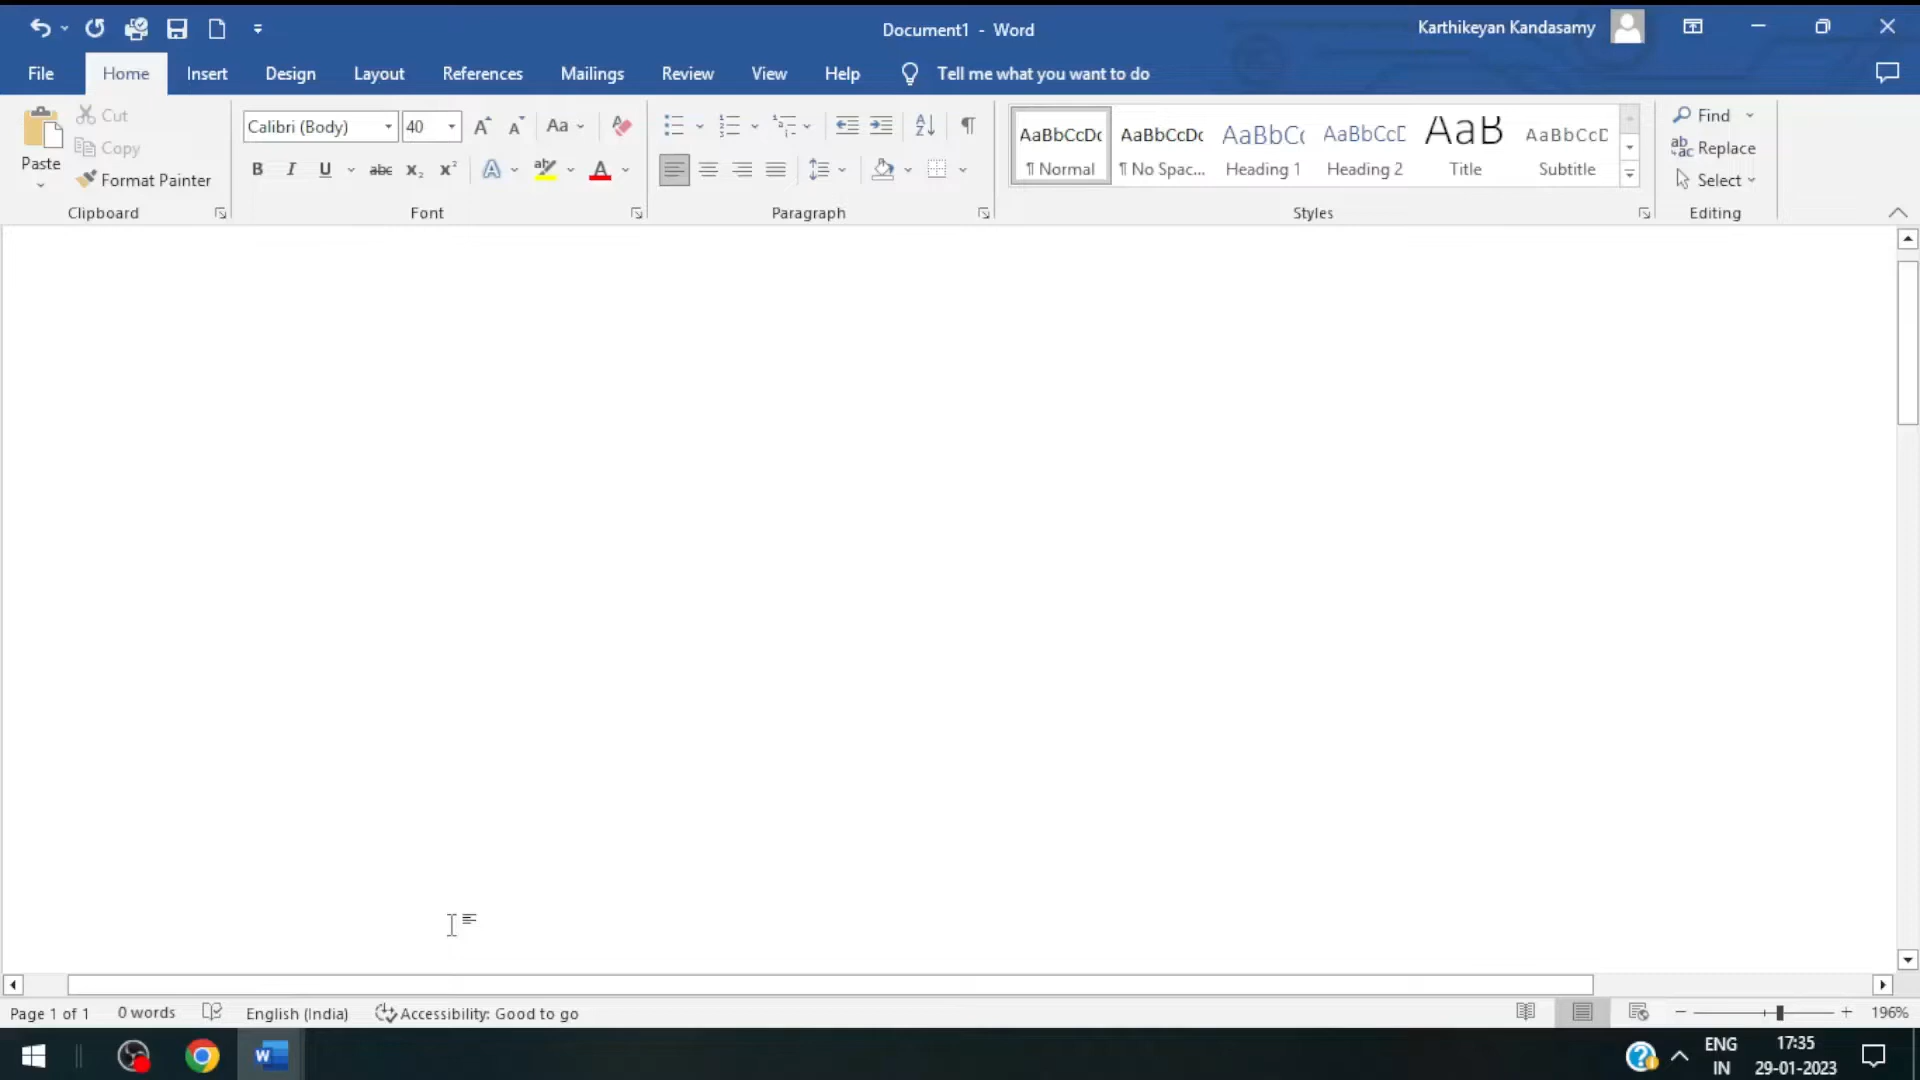 Document1 - Word
Karthikeyan Kandasamy
File Home Insert Design Layout References Mailings Review View Help Tell me what you want to do
Paste
Cut
Copy
Format Painter
Clipboard
Calibri (Body) 40
Aa
B I U abc x₂ x² A ab A
Font
Paragraph
AaBbCcDc AaBbCcDc AaBbCc AaBbCcD AaB AaBbCcD
¶ Normal ¶ No Spac... Heading 1 Heading 2 Title Subtitle
Styles
Find
Replace
Select
Editing
Page 1 of 1 0 words English (India) Accessibility: Good to go 196%
ENG
IN
17:35
29-01-2023